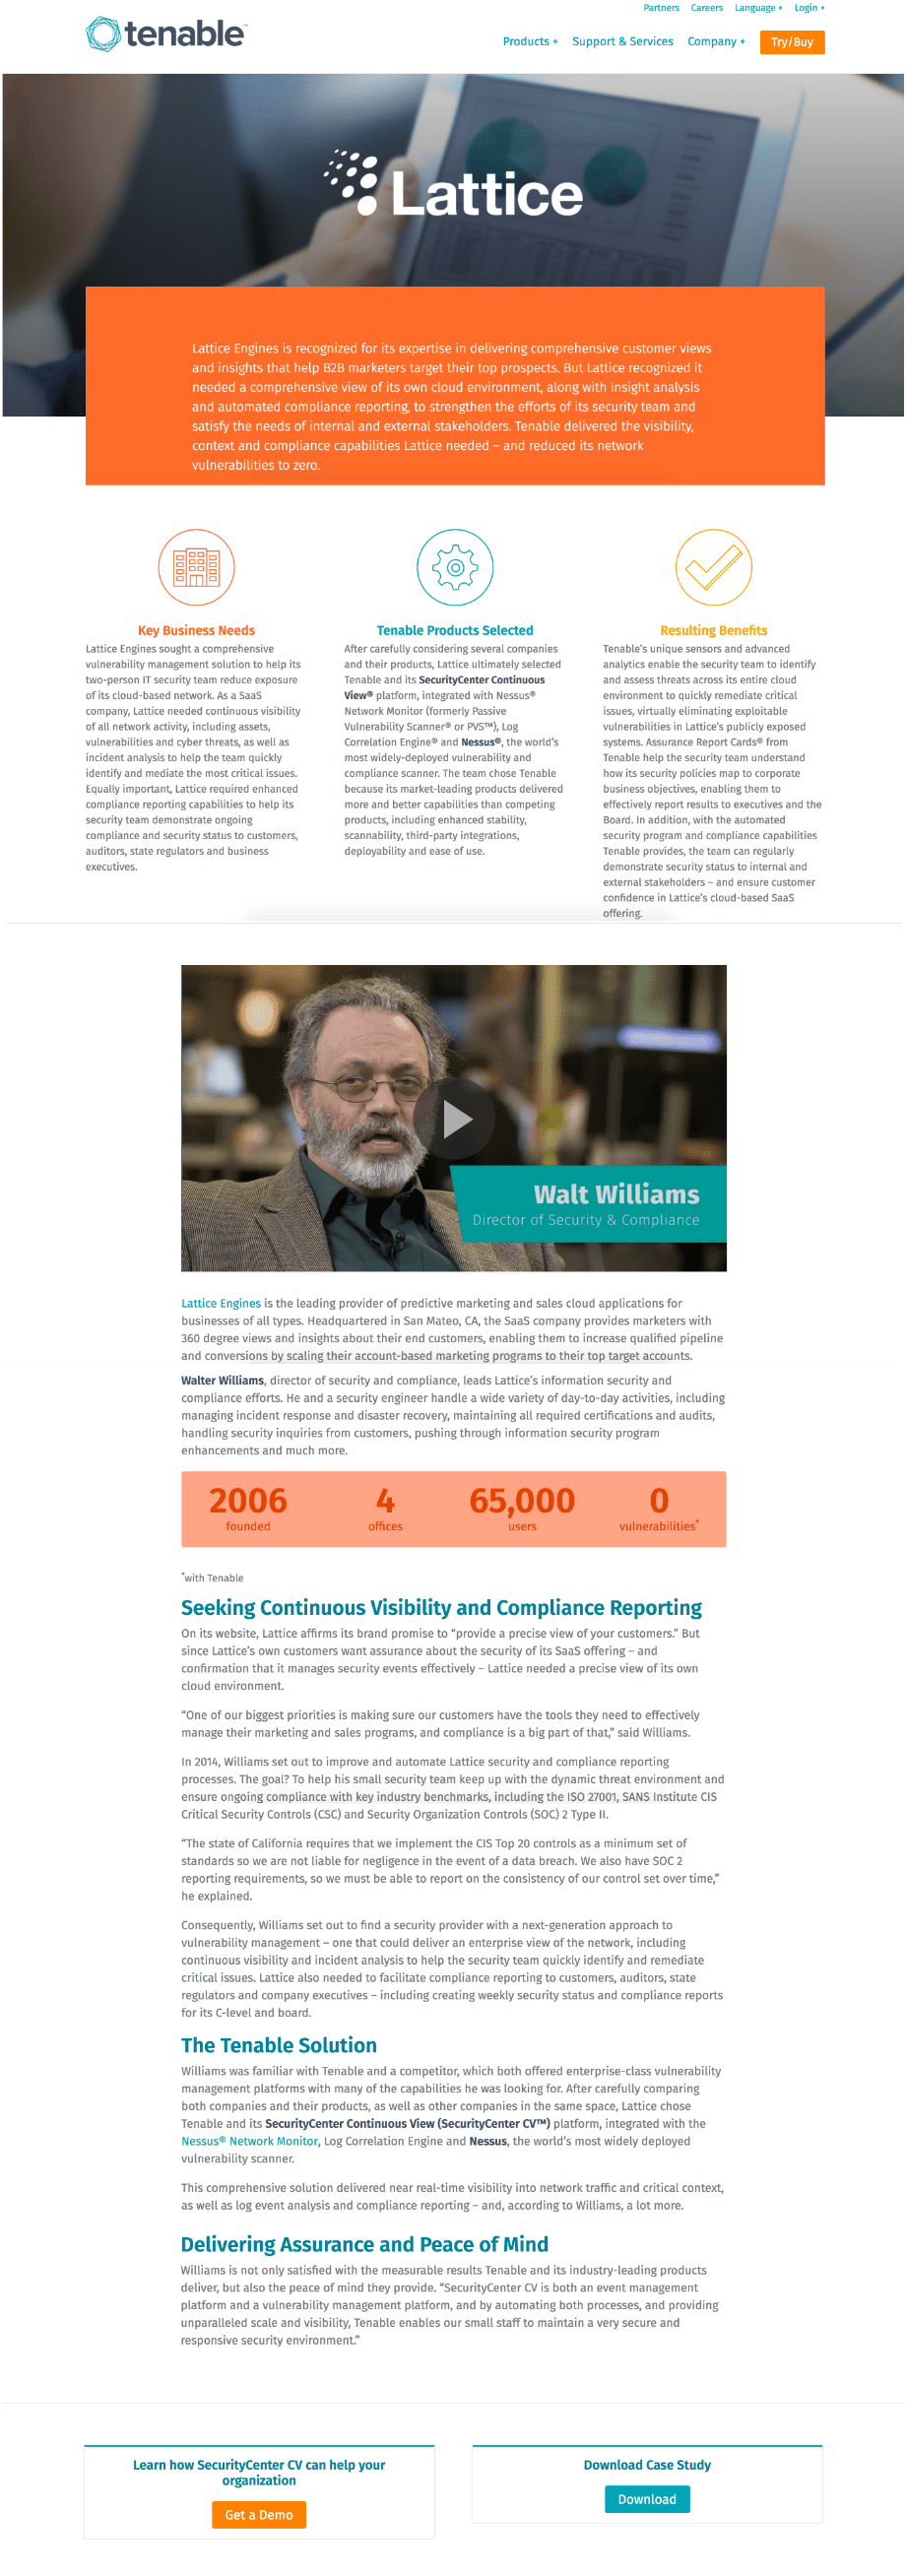 Partners Careers Language + Login +
tenable™
Products + Support & Services Company + Try/Buy
Lattice
Lattice Engines is recognized for its expertise in delivering comprehensive customer views
and insights that help B2B marketers target their top prospects. But Lattice recognized it
needed a comprehensive view of its own cloud environment, along with insight analysis
and automated compliance reporting, to strengthen the efforts of its security team and
satisfy the needs of internal and external stakeholders. Tenable delivered the visibility,
context and compliance capabilities Lattice needed – and reduced its network
vulnerabilities to zero.
Key Business Needs
Lattice Engines sought a comprehensive
vulnerability management solution to help its
two-person IT security team reduce exposure
of its cloud-based network. As a SaaS
company, Lattice needed continuous visibility
of all network activity, including assets,
vulnerabilities and cyber threats, as well as
incident analysis to help the team quickly
identify and mediate the most critical issues.
Equally important, Lattice required enhanced
compliance reporting capabilities to help its
security team demonstrate ongoing
compliance and security status to customers,
auditors, state regulators and business
executives.
Tenable Products Selected
After carefully considering several companies
and their products, Lattice ultimately selected
Tenable and its SecurityCenter Continuous
View® platform, integrated with Nessus®
Network Monitor (formerly Passive
Vulnerability Scanner® or PVS™), Log
Correlation Engine® and Nessus®, the world's
most widely-deployed vulnerability and
compliance scanner. The team chose Tenable
because its market-leading products delivered
more and better capabilities than competing
products, including enhanced stability,
scannability, third-party integrations,
deployability and ease of use.
Resulting Benefits
Tenable's unique sensors and advanced
analytics enable the security team to identify
and assess threats across its entire cloud
environment to quickly remediate critical
issues, virtually eliminating exploitable
vulnerabilities in Lattice's publicly exposed
systems. Assurance Report Cards® from
Tenable help the security team understand
how its security policies map to corporate
business objectives, enabling them to
effectively report results to executives and the
Board. In addition, with the automated
security program and compliance capabilities
Tenable provides, the team can regularly
demonstrate security status to internal and
external stakeholders – and ensure customer
confidence in Lattice's cloud-based SaaS
offering.
Walt Williams
Director of Security & Compliance
Lattice Engines is the leading provider of predictive marketing and sales cloud applications for
businesses of all types. Headquartered in San Mateo, CA, the SaaS company provides marketers with
360 degree views and insights about their end customers, enabling them to increase qualified pipeline
and conversions by scaling their account-based marketing programs to their top target accounts.
Walter Williams, director of security and compliance, leads Lattice's information security and
compliance efforts. He and a security engineer handle a wide variety of day-to-day activities, including
managing incident response and disaster recovery, maintaining all required certifications and audits,
handling security inquiries from customers, pushing through information security program
enhancements and much more.
2006 4 65,000 0
founded offices users vulnerabilities*
*with Tenable
Seeking Continuous Visibility and Compliance Reporting
On its website, Lattice affirms its brand promise to “provide a precise view of your customers.” But
since Lattice's own customers want assurance about the security of its SaaS offering – and
confirmation that it manages security events effectively – Lattice needed a precise view of its own
cloud environment.
“One of our biggest priorities is making sure our customers have the tools they need to effectively
manage their marketing and sales programs, and compliance is a big part of that,” said Williams.
In 2014, Williams set out to improve and automate Lattice security and compliance reporting
processes. The goal? To help his small security team keep up with the dynamic threat environment and
ensure ongoing compliance with key industry benchmarks, including the ISO 27001, SANS Institute CIS
Critical Security Controls (CSC) and Security Organization Controls (SOC) 2 Type II.
“The state of California requires that we implement the CIS Top 20 controls as a minimum set of
standards so we are not liable for negligence in the event of a data breach. We also have SOC 2
reporting requirements, so we must be able to report on the consistency of our control set over time,”
he explained.
Consequently, Williams set out to find a security provider with a next-generation approach to
vulnerability management – one that could deliver an enterprise view of the network, including
continuous visibility and incident analysis to help the security team quickly identify and remediate
critical issues. Lattice also needed to facilitate compliance reporting to customers, auditors, state
regulators and company executives – including creating weekly security status and compliance reports
for its C-level and board.
The Tenable Solution
Williams was familiar with Tenable and a competitor, which both offered enterprise-class vulnerability
management platforms with many of the capabilities he was looking for. After carefully comparing
both companies and their products, as well as other companies in the same space, Lattice chose
Tenable and its SecurityCenter Continuous View (SecurityCenter CV™) platform, integrated with the
Nessus® Network Monitor, Log Correlation Engine and Nessus, the world's most widely deployed
vulnerability scanner.
This comprehensive solution delivered near real-time visibility into network traffic and critical context,
as well as log event analysis and compliance reporting – and, according to Williams, a lot more.
Delivering Assurance and Peace of Mind
Williams is not only satisfied with the measurable results Tenable and its industry-leading products
deliver, but also the peace of mind they provide. “SecurityCenter CV is both an event management
platform and a vulnerability management platform, and by automating both processes, and providing
unparalleled scale and visibility, Tenable enables our small staff to maintain a very secure and
responsive security environment.”
Learn how SecurityCenter CV can help your
organization
Get a Demo
Download Case Study
Download